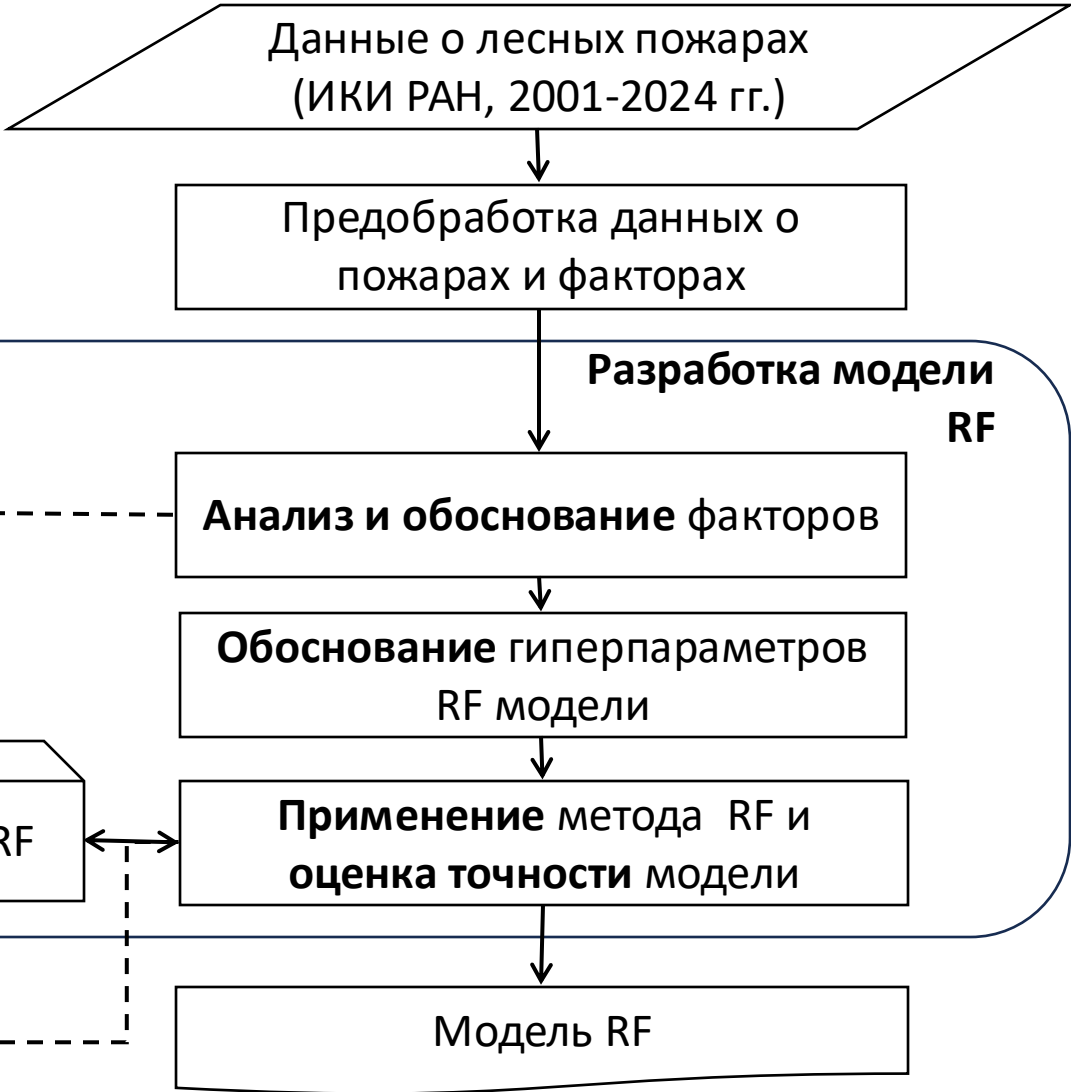 Данные о лесных пожарах
(ИКИ РАН, 2001-2024 гг.)
Предобработка данных о
пожарах и факторах
Разработка модели
RF
Анализ и обоснование факторов
Обоснование гиперпараметров
RF модели
RF
Применение метода RF и
оценка точности модели
Модель RF